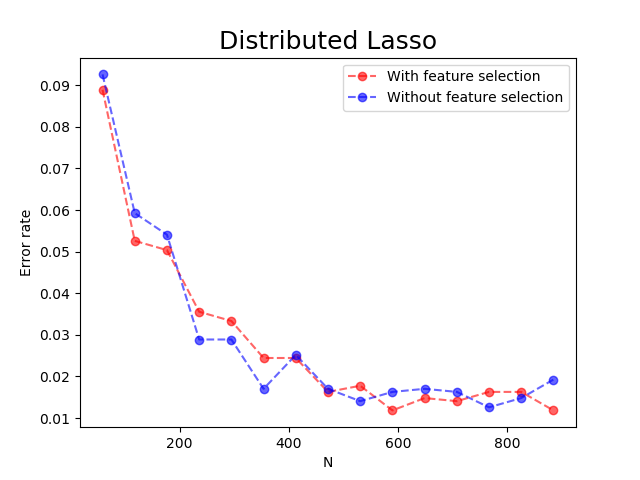 Distributed Lasso
With feature selection
Without feature selection
0.09
0.08
0.07
0.06
0.05
0.04
0.03
0.02
0.01
Error rate
200 400 600 800
N